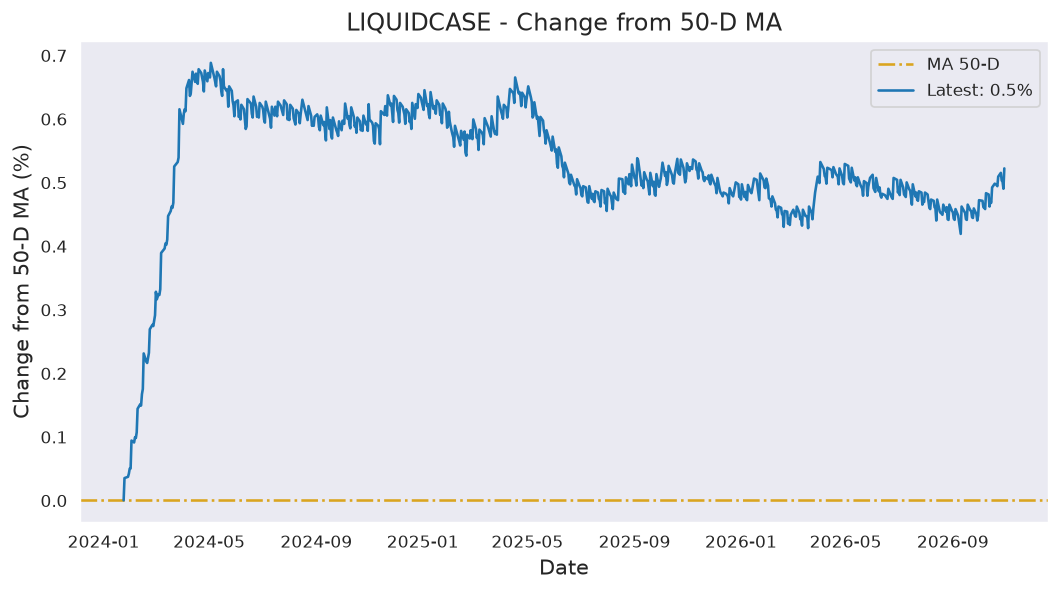 LIQUIDCASE - Change from 50-D MA
MA 50-D
Latest: 0.5%
Change from 50-D MA (%)
0.7
0.6
0.5
0.4
0.3
0.2
0.1
0.0
2024-01 2024-05 2024-09 2025-01 2025-05 2025-09 2026-01 2026-05 2026-09
Date